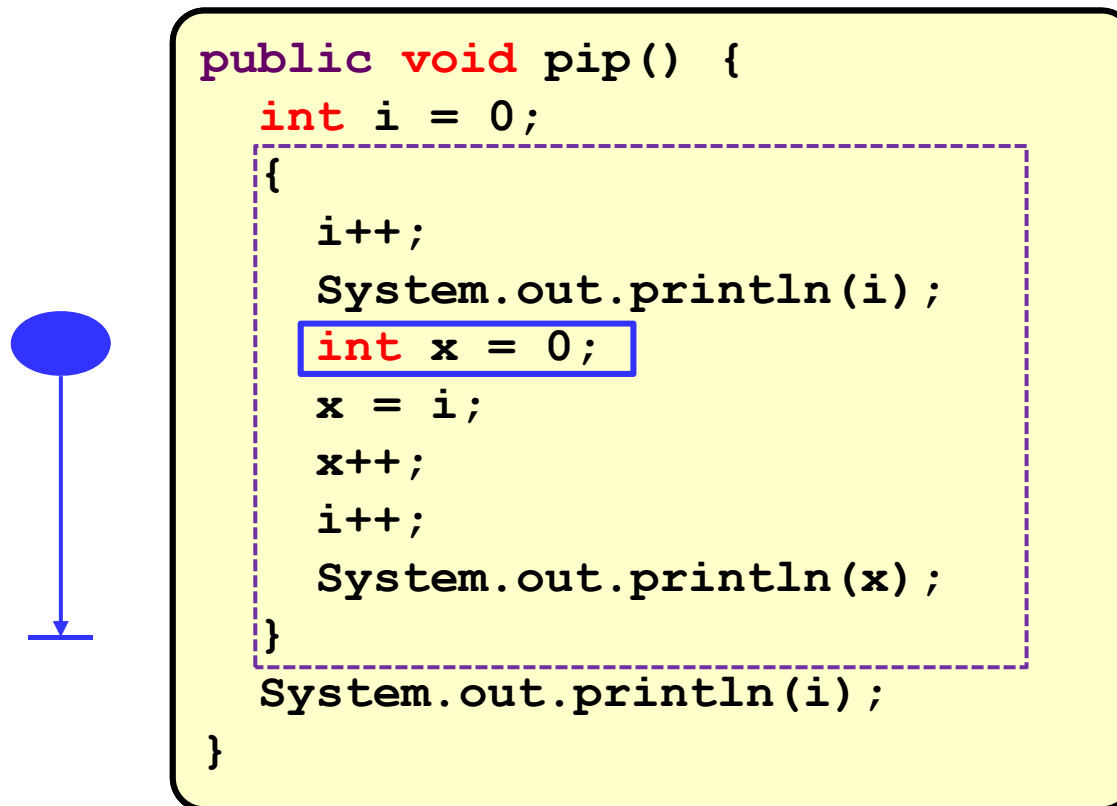 public void pip() {
int i = 0;
{
i++;
System.out.println(i);
int x = 0;
x = i;
x++;
i++;
System.out.println(x);
}
System.out.println(i);
}